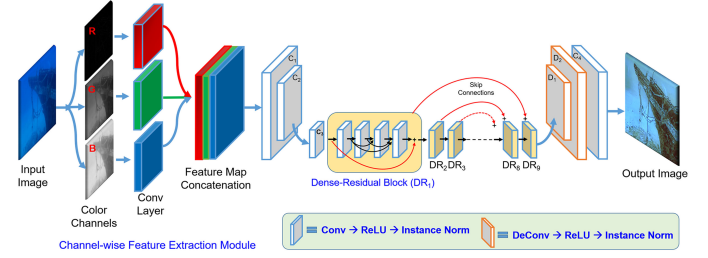 R
G
B
Input
Image
Color
Channels
Conv
Layer
Feature Map
Concatenation
Channel-wise Feature Extraction Module
C1
C2
C3
Dense-Residual Block (DR1)
Skip
Connections
DR2
DR3
DR8
DR9
D2
D1
C4
Output Image
≡ Conv → ReLU → Instance Norm
≡ DeConv → ReLU → Instance Norm